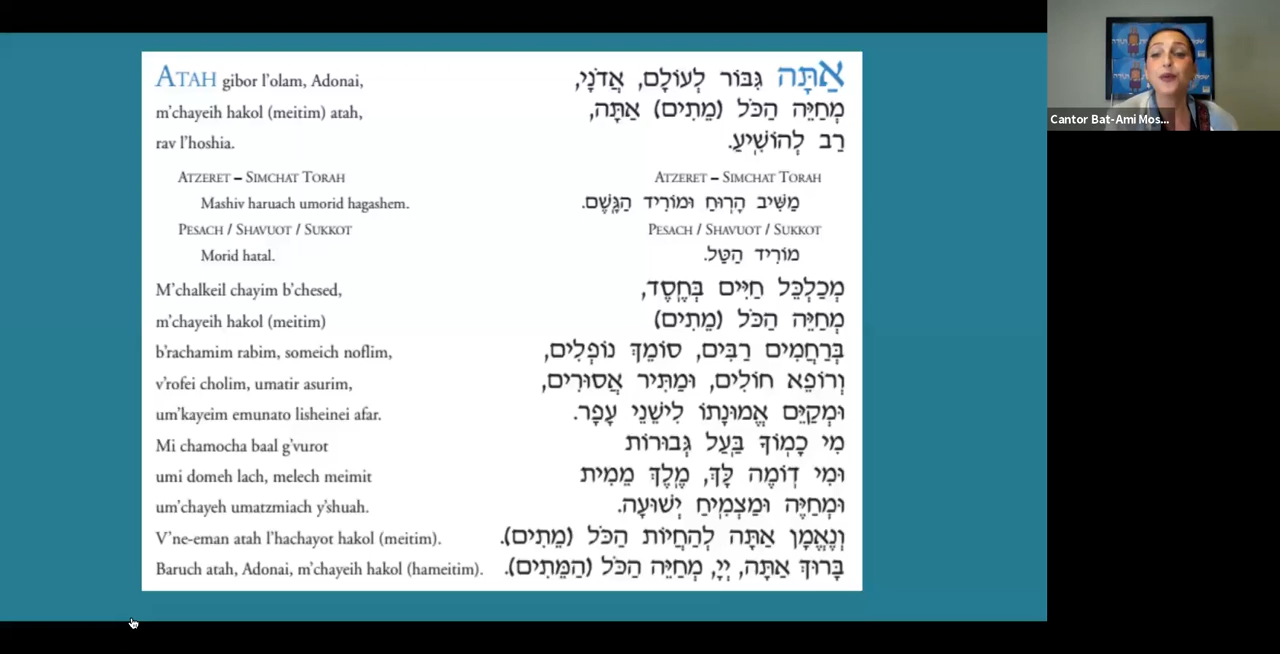 ATAH gibor l'olam, Adonai,
m'chayeih hakol (meitim) atah,
rav l'hoshia.
ATZERET – SIMCHAT TORAH
Mashiv haruach umorid hagashem.
PESACH / SHAVUOT / SUKKOT
Morid hatal.
M'chalkeil chayim b'chesed,
m'chayeih hakol (meitim)
b'rachamim rabim, someich noflim,
v'rofei cholim, umatir asurim,
um'kayeim emunato lisheinei afar.
Mi chamocha baal g'vurot
umi domeh lach, melech meimit
um'chayeh umatzmiach y'shuah.
V'ne-eman atah l'hachayot hakol (meitim).
Baruch atah, Adonai, m'chayeih hakol (hameitim).
אַתָּה גִּבּוֹר לְעוֹלָם, אֲדֹנָי,
מְחַיֵּה הַכֹּל (מֵתִים) אַתָּה,
רַב לְהוֹשִֽׁיעַ.
ATZERET – SIMCHAT TORAH
מַשִּׁיב הָרֽוּחַ וּמוֹרִיד הַגָּֽשֶׁם.
PESACH / SHAVUOT / SUKKOT
מוֹרִיד הַטַּל.
מְכַלְכֵּל חַיִּים בְּחֶֽסֶד,
מְחַיֵּה הַכֹּל (מֵתִים)
בְּרַחֲמִים רַבִּים, סוֹמֵךְ נוֹפְלִים,
וְרוֹפֵא חוֹלִים, וּמַתִּיר אֲסוּרִים,
וּמְקַיֵּם אֱמוּנָתוֹ לִישֵׁנֵי עָפָר.
מִי כָמֽוֹךָ בַּֽעַל גְּבוּרוֹת
וּמִי דּֽוֹמֶה לָּךְ, מֶֽלֶךְ מֵמִית
וּמְחַיֶּה וּמַצְמִֽיחַ יְשׁוּעָה.
וְנֶאֱמָן אַתָּה לְהַחֲיוֹת הַכֹּל (מֵתִים).
בָּרוּךְ אַתָּה, יְיָ, מְחַיֵּה הַכֹּל (הַמֵּתִים).
Cantor Bat-Ami Mos...